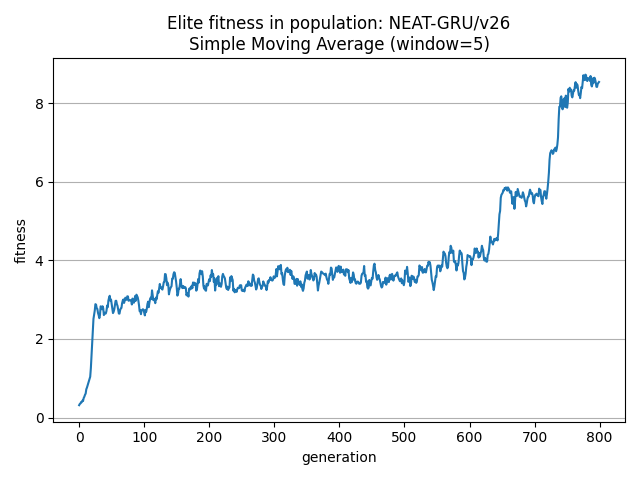 Elite fitness in population: NEAT-GRU/v26
Simple Moving Average (window=5)
fitness
8
6
4
2
0
0 100 200 300 400 500 600 700 800
generation